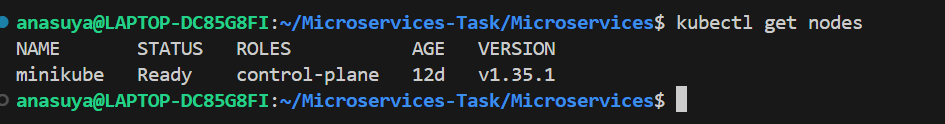 anasuya@LAPTOP-DC85G8FI:~/Microservices-Task/Microservices$ kubectl get nodes
NAME       STATUS   ROLES           AGE   VERSION
minikube   Ready    control-plane   12d   v1.35.1
anasuya@LAPTOP-DC85G8FI:~/Microservices-Task/Microservices$